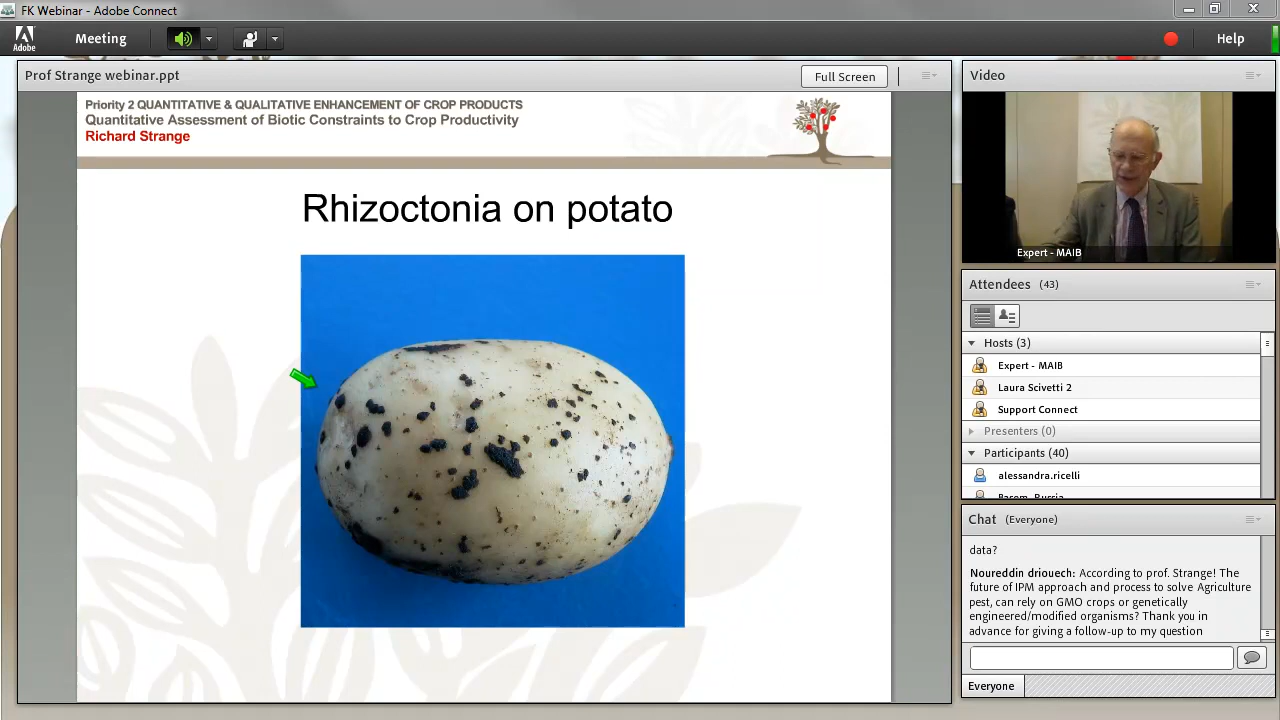 FK Webinar - Adobe Connect
Adobe
Meeting
Help
Prof Strange webinar.ppt
Full Screen
Priority 2 QUANTITATIVE & QUALITATIVE ENHANCEMENT OF CROP PRODUCTS
Quantitative Assessment of Biotic Constraints to Crop Productivity
Richard Strange
Rhizoctonia on potato
Video
Expert - MAIB
Attendees (43)
Hosts (3)
Expert - MAIB
Laura Scivetti 2
Support Connect
Presenters (0)
Participants (40)
alessandra.ricelli
Chat (Everyone)
data?
Noureddin driouech: According to prof. Strange! The
future of IPM approach and process to solve Agriculture
pest, can rely on GMO crops or genetically
engineered/modified organisms? Thank you in
advance for giving a follow-up to my question
Everyone